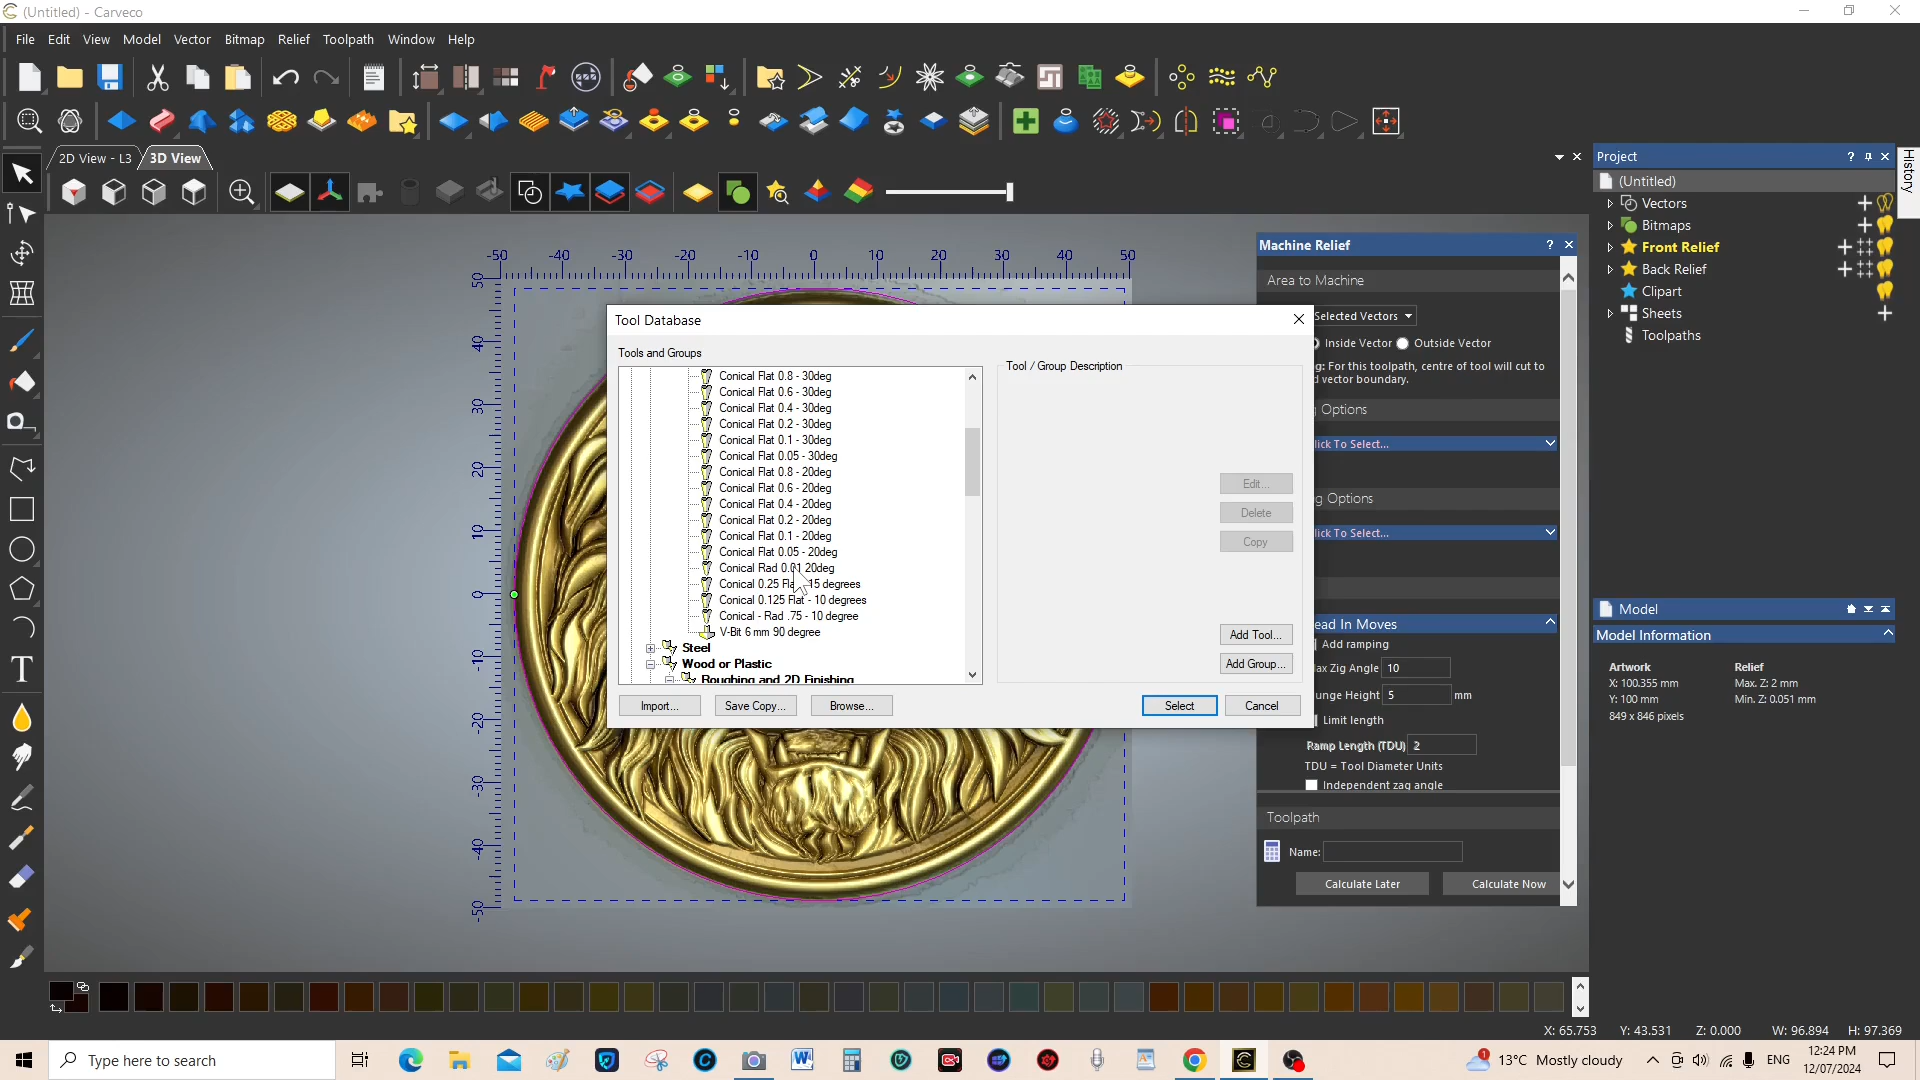 (Untitled) - Carveco
File Edit View Model Vector Bitmap Relief Toolpath Window Help
2D View - L3 3D View
Project
(Untitled)
Vectors
Bitmaps
Front Relief
Back Relief
Clipart
Sheets
Toolpaths
History
-50 -40 -30 -20 -10 0 10 20 30 40 50
50
40
30
20
10
0
-10
-20
-30
-40
-50
Machine Relief
Area to Machine
Selected Vectors
Inside Vector Outside Vector
g: For this toolpath, centre of tool will cut to
d vector boundary.
Options
lick To Select...
g Options
lick To Select...
ead In Moves
Add ramping
ax Zig Angle 10
unge Height 5 mm
Limit length
Ramp Length (TDU) 2
TDU = Tool Diameter Units
Independent zag angle
Toolpath
Name:
Calculate Later Calculate Now
Tool Database
Tools and Groups
Tool / Group Description
Conical Flat 0.8 - 30deg
Conical Flat 0.6 - 30deg
Conical Flat 0.4 - 30deg
Conical Flat 0.2 - 30deg
Conical Flat 0.1 - 30deg
Conical Flat 0.05 - 30deg
Conical Flat 0.8 - 20deg
Conical Flat 0.6 - 20deg
Conical Flat 0.4 - 20deg
Conical Flat 0.2 - 20deg
Conical Flat 0.1 - 20deg
Conical Flat 0.05 - 20deg
Conical Rad 20deg
Conical 0.25 15 degrees
Conical 0.125 Flat - 10 degrees
Conical - Rad .75 - 10 degree
V-Bit 6 mm 90 degree
Steel
Wood or Plastic
Roughing and 2D Finishing
Edit...
Delete
Copy
Add Tool...
Add Group...
Import... Save Copy... Browse... Select Cancel
Model
Model Information
Artwork Relief
X: 100.355 mm Max. Z: 2 mm
Y: 100 mm Min. Z: 0.051 mm
849 x 846 pixels
X: 65.753 Y: 43.531 Z: 0.000 W: 96.894 H: 97.369
Type here to search
1 13°C Mostly cloudy ENG 12:24 PM
12/07/2024